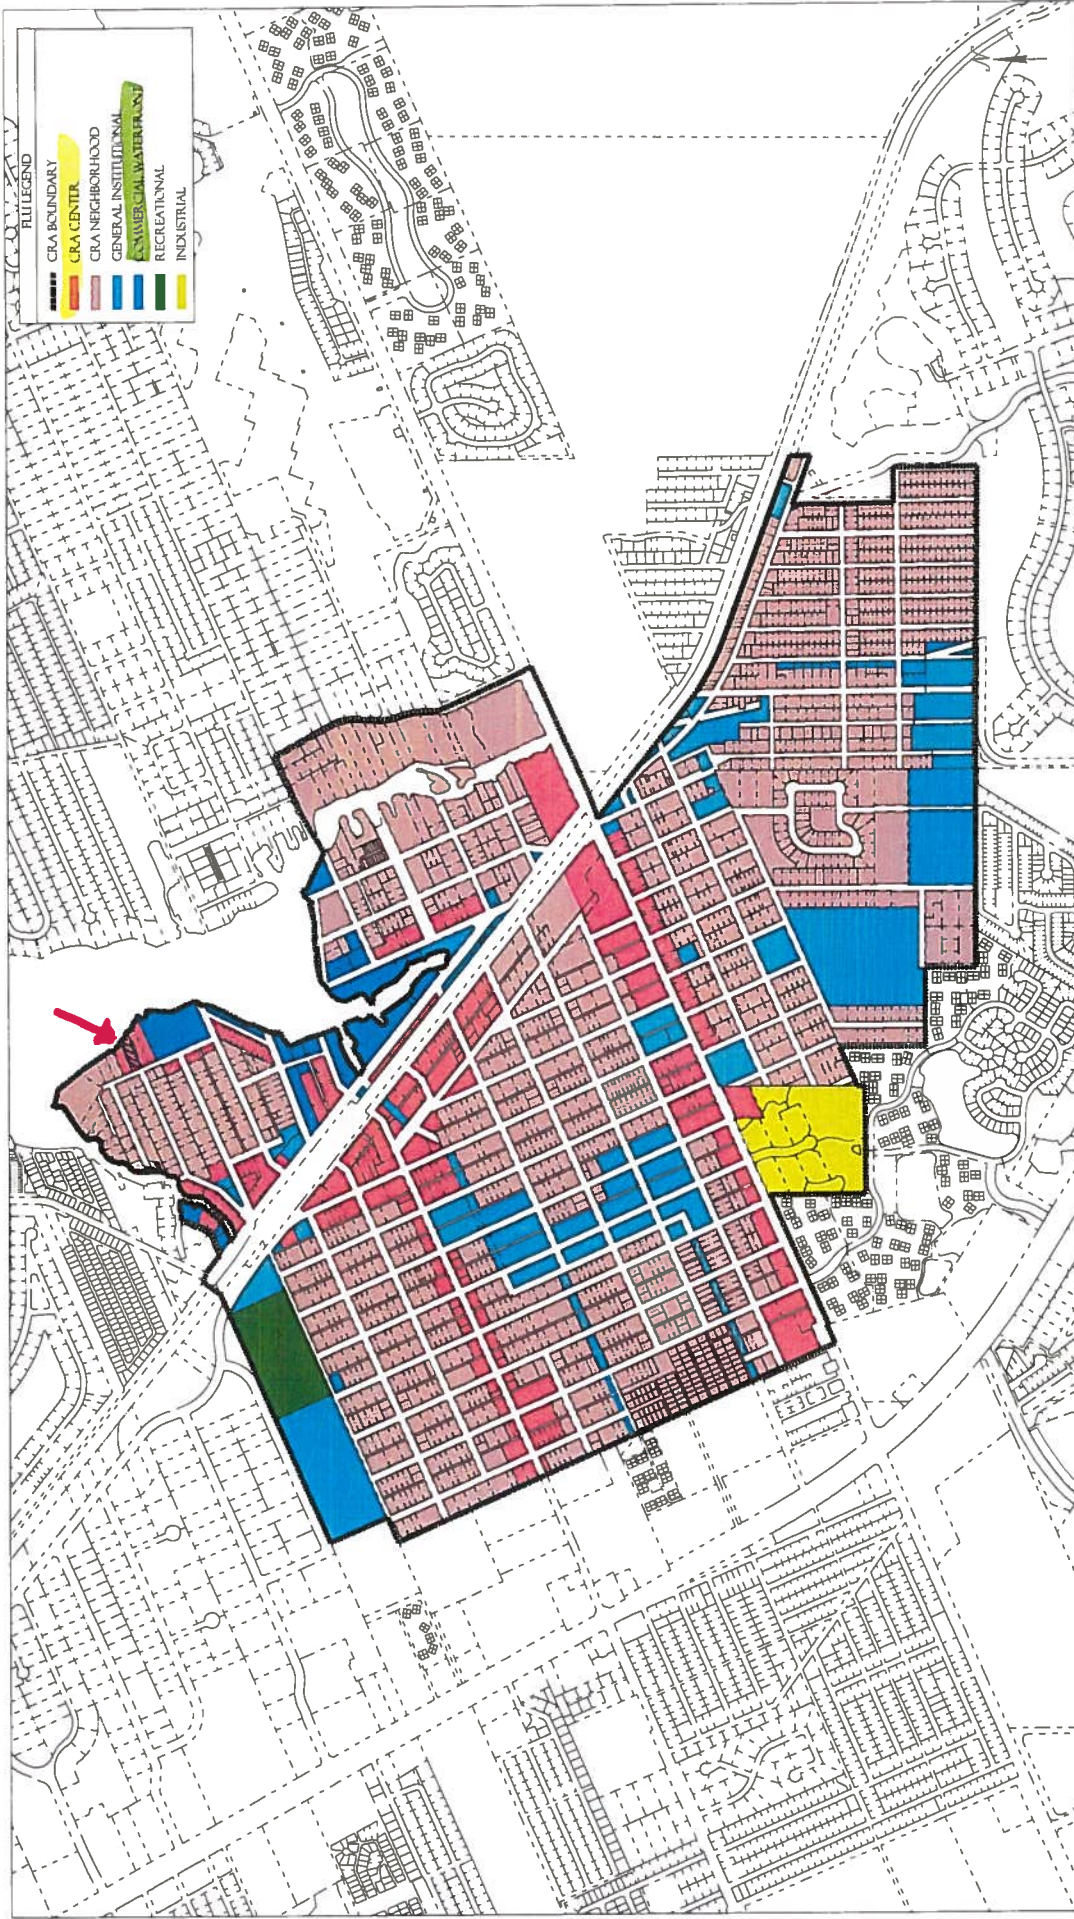 FLU LEGEND
CRA BOUNDARY
CRA CENTER
CRA NEIGHBORHOOD
GENERAL INSTITUTIONAL
COMMERCIAL WATERFRONT
RECREATIONAL
INDUSTRIAL